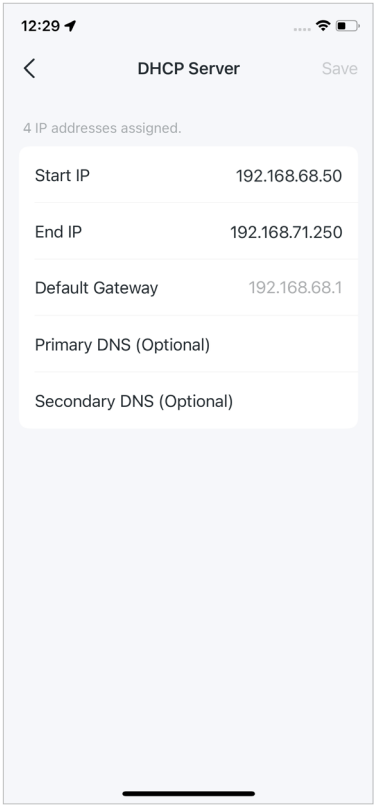 12:29
DHCP Server Save
4 IP addresses assigned.
Start IP 192.168.68.50
End IP 192.168.71.250
Default Gateway 192.168.68.1
Primary DNS (Optional)
Secondary DNS (Optional)